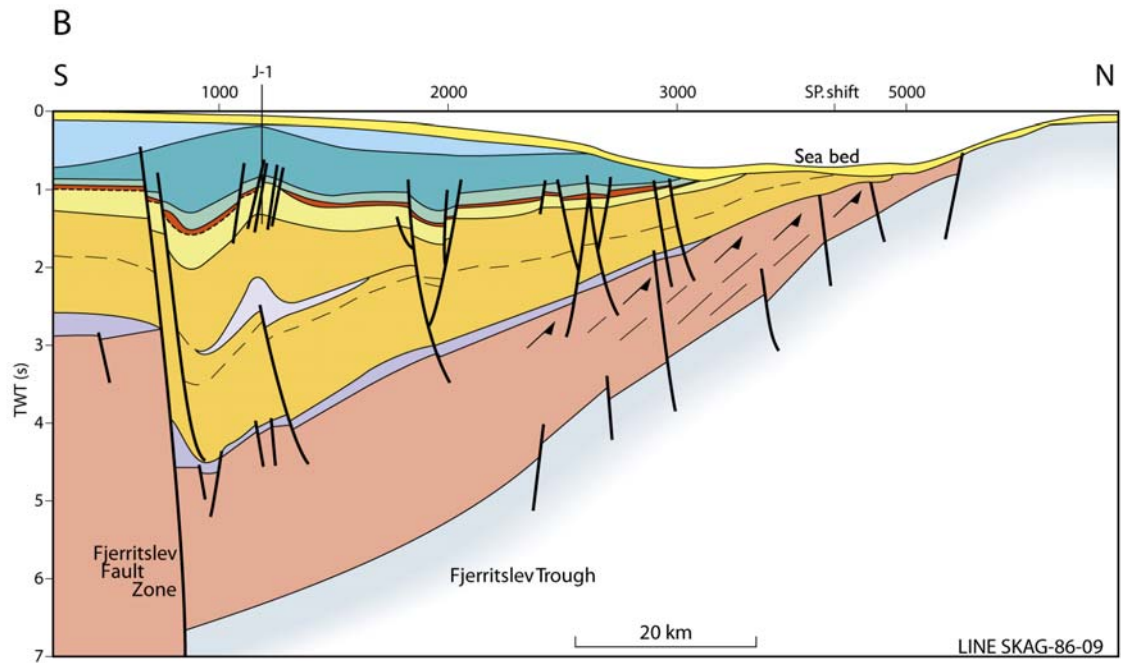 B
S
N
J-1
1000
2000
3000
SP. shift
5000
0
Sea bed
1
2
3
TWT (s)
4
5
Fjerritslev
Fault
Zone
6
Fjerritslev Trough
20 km
7
LINE SKAG-86-09